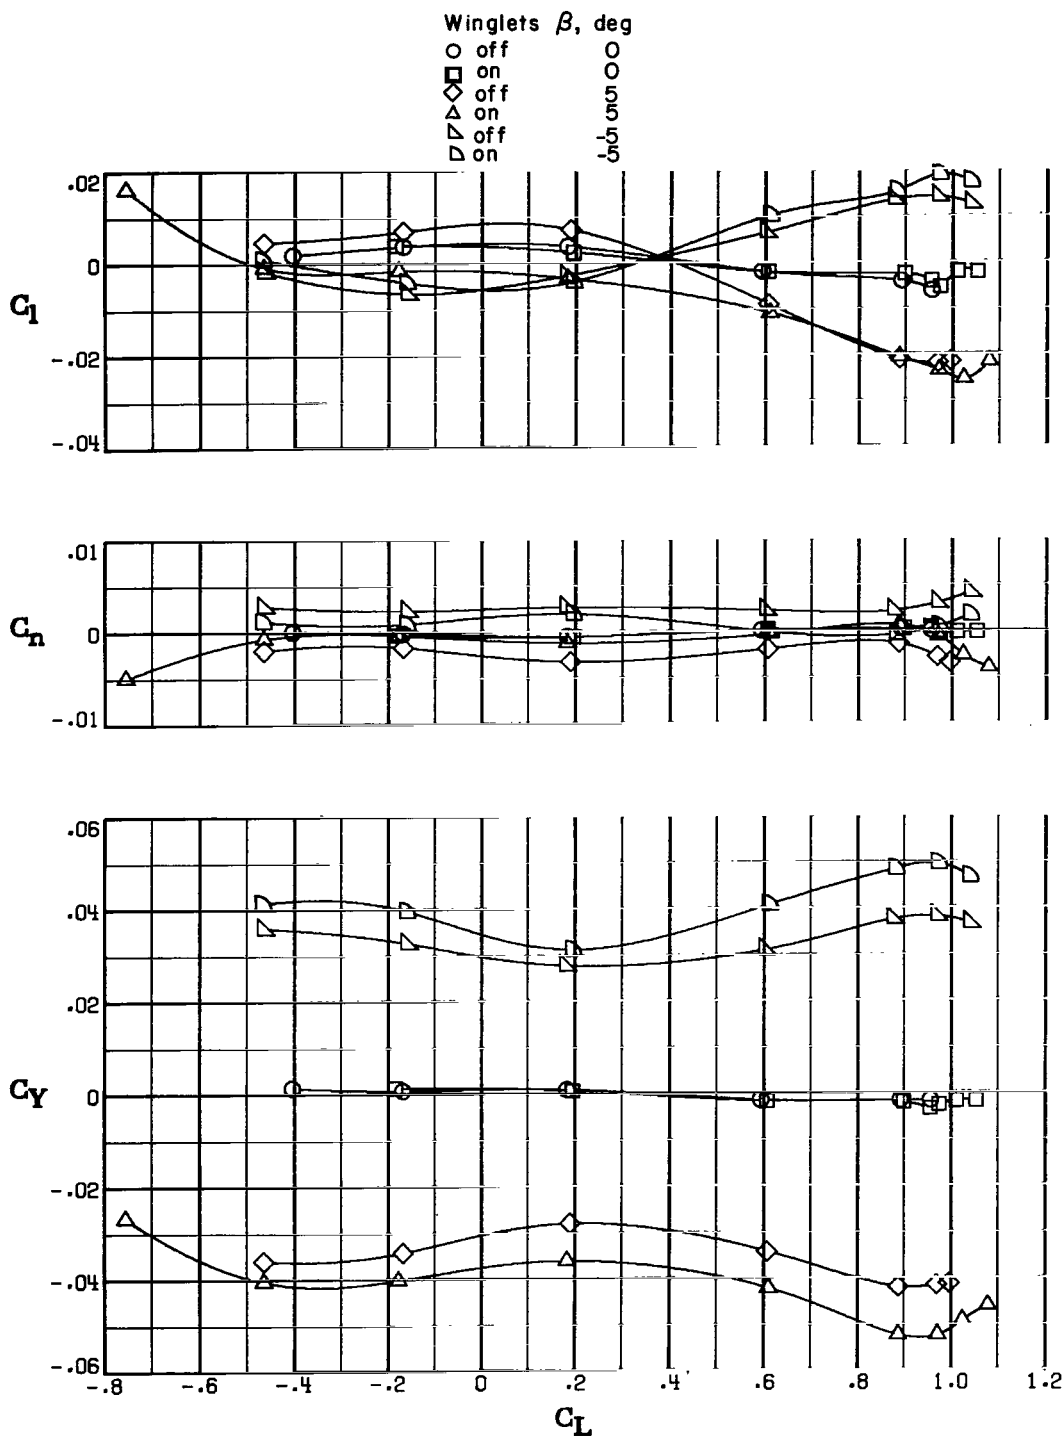 Winglets β, deg
off 0
on 0
off 5
on 5
off -5
on -5
.02
0
-.02
-.04
C_l
.01
0
-.01
C_n
.06
.04
.02
0
-.02
-.04
-.06
C_Y
-.8 -.6 -.4 -.2 0 .2 .4 .6 .8 1.0 1.2
C_L